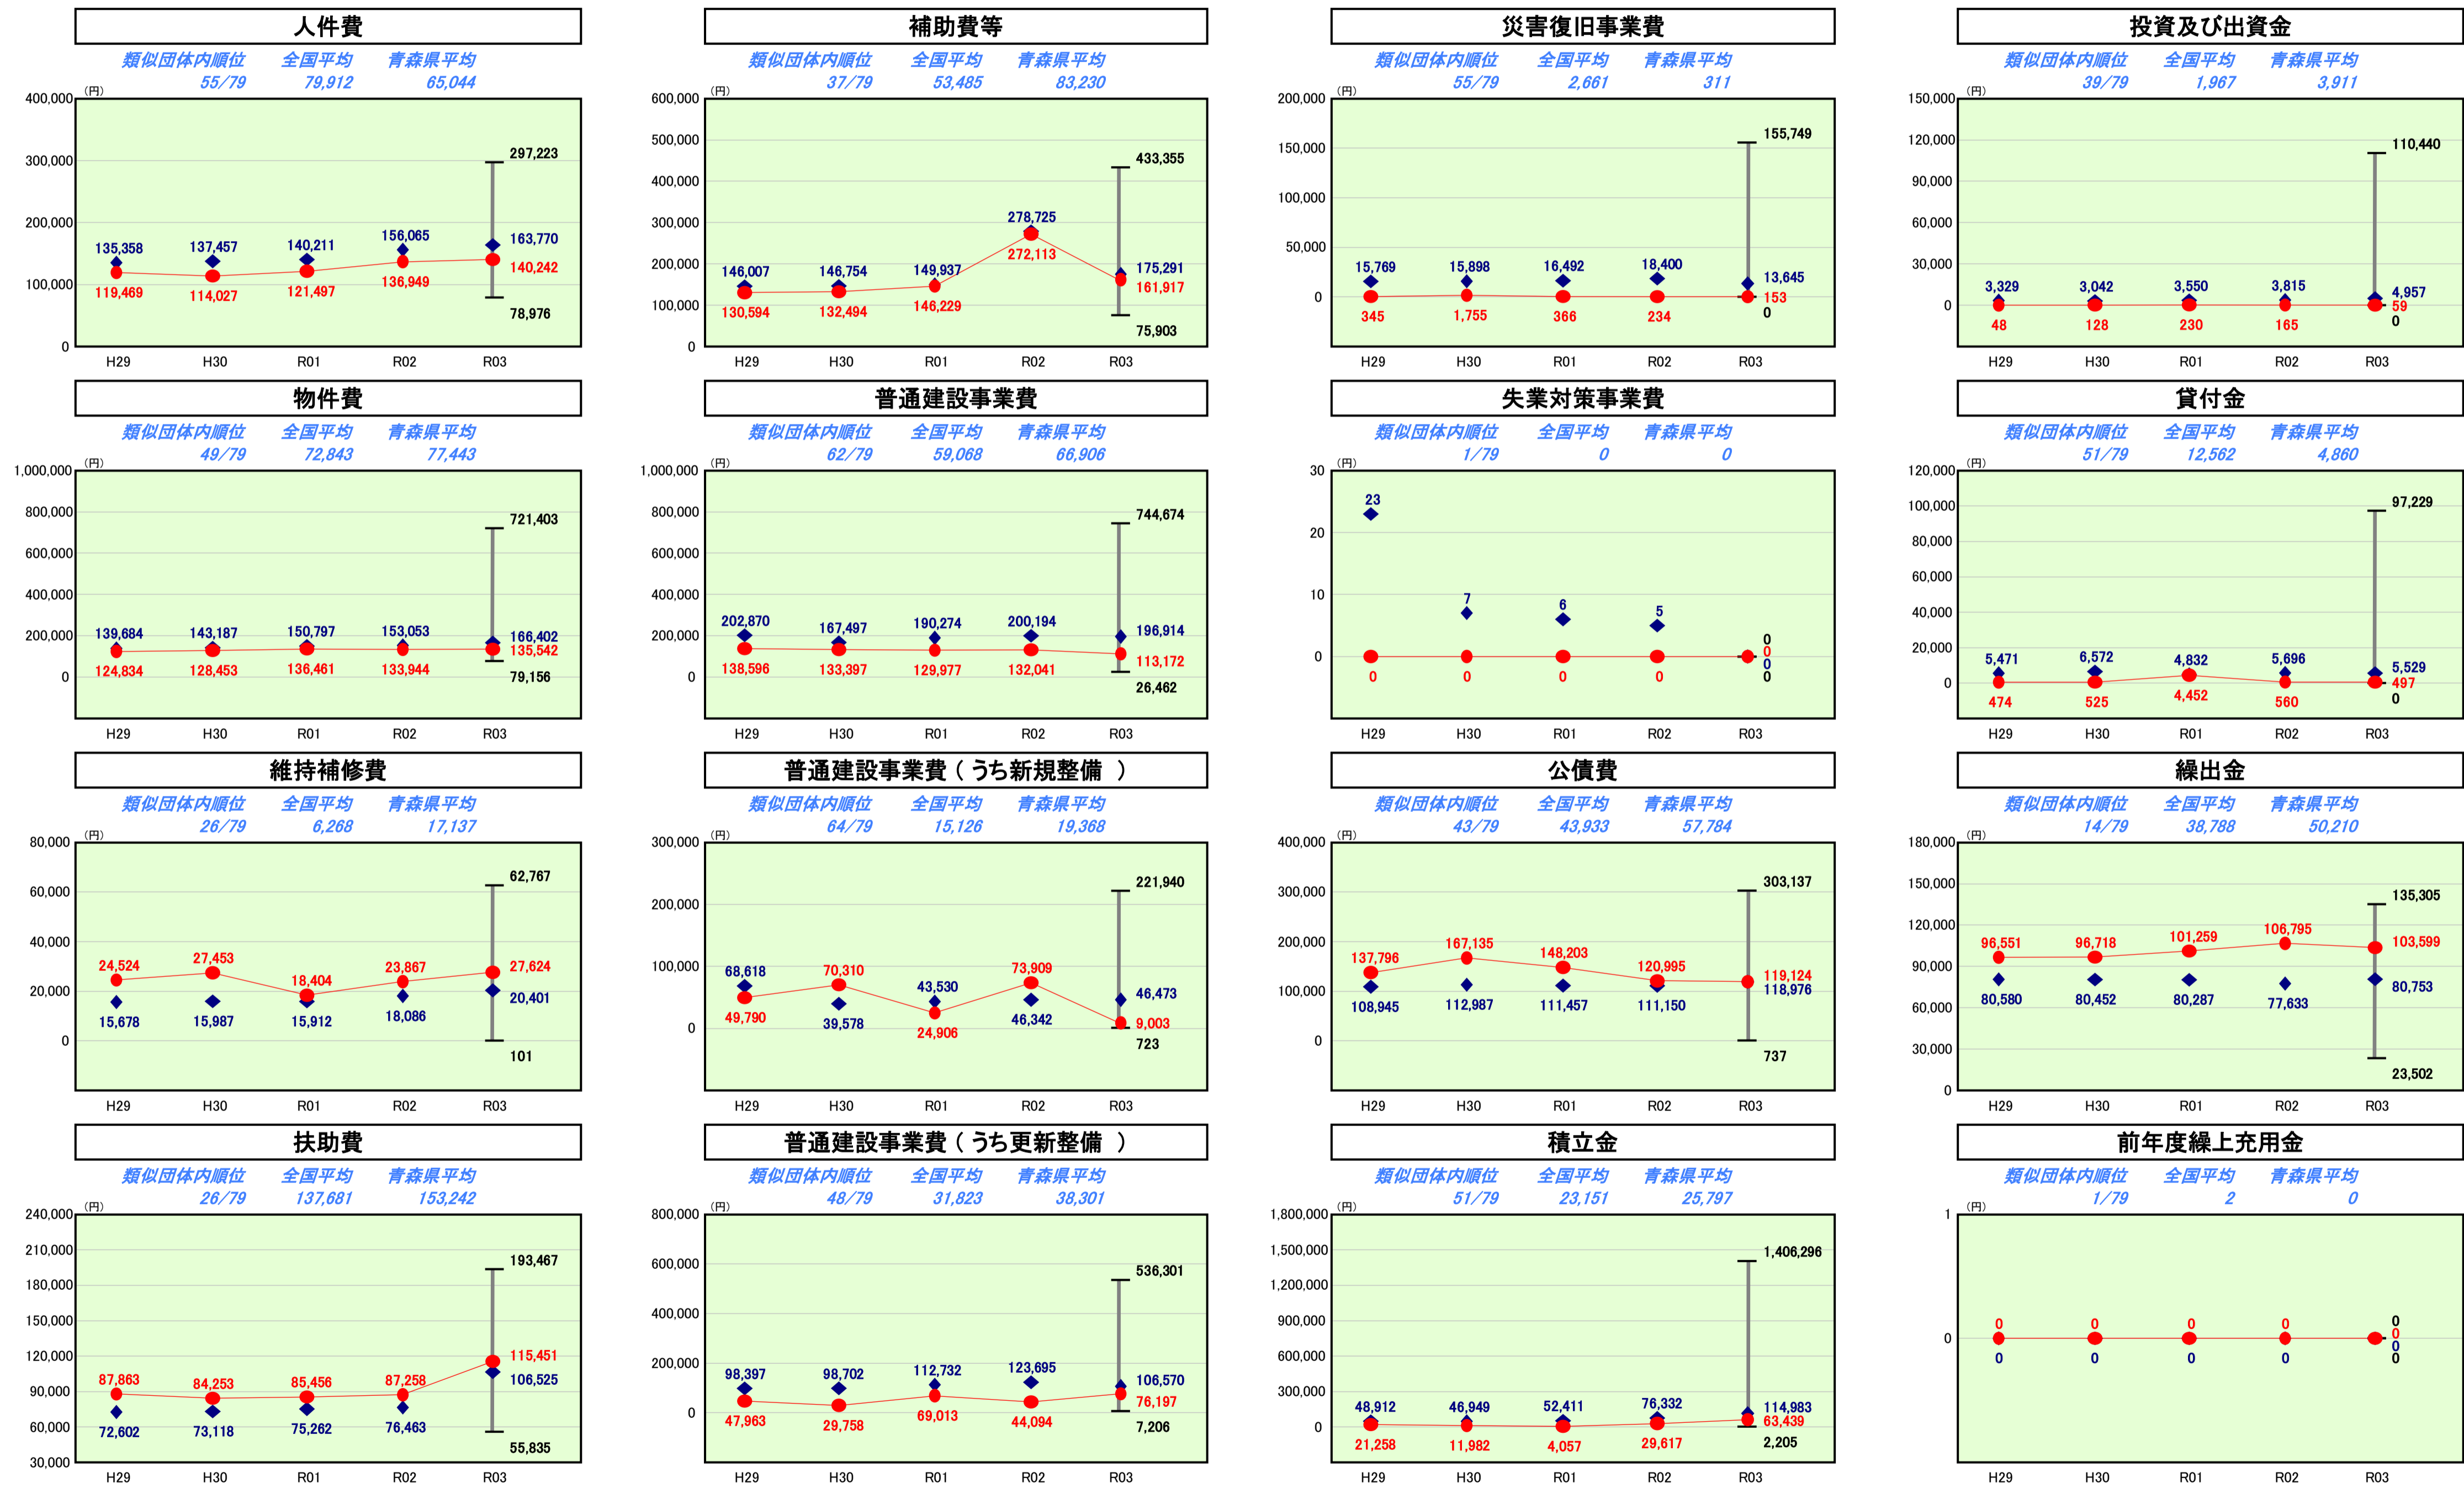 人件費
類似団体内順位 全国平均 青森県平均
55/79 79,912 65,044
(円)
400,000
300,000
200,000
100,000
0
297,223
135,358 137,457 140,211 156,065 163,770
119,469 114,027 121,497 136,949 140,242
78,976
H29 H30 R01 R02 R03
補助費等
類似団体内順位 全国平均 青森県平均
37/79 53,485 83,230
(円)
600,000
500,000
400,000
300,000
200,000
100,000
0
433,355
146,007 146,754 149,937 278,725 175,291
130,594 132,494 146,229 272,113 161,917
75,903
H29 H30 R01 R02 R03
災害復旧事業費
類似団体内順位 全国平均 青森県平均
55/79 2,661 311
(円)
200,000
150,000
100,000
50,000
0
155,749
15,769 15,898 16,492 18,400 13,645
345 1,755 366 234 153
0
H29 H30 R01 R02 R03
投資及び出資金
類似団体内順位 全国平均 青森県平均
39/79 1,967 3,911
(円)
150,000
120,000
90,000
60,000
30,000
0
110,440
3,329 3,042 3,550 3,815 4,957
48 128 230 165 59
0
H29 H30 R01 R02 R03
物件費
類似団体内順位 全国平均 青森県平均
49/79 72,843 77,443
(円)
1,000,000
800,000
600,000
400,000
200,000
0
721,403
139,684 143,187 150,797 153,053 166,402
124,834 128,453 136,461 133,944 135,542
79,156
H29 H30 R01 R02 R03
普通建設事業費
類似団体内順位 全国平均 青森県平均
62/79 59,068 66,906
(円)
1,000,000
800,000
600,000
400,000
200,000
0
744,674
202,870 167,497 190,274 200,194 196,914
138,596 133,397 129,977 132,041 113,172
26,462
H29 H30 R01 R02 R03
失業対策事業費
類似団体内順位 全国平均 青森県平均
1/79 0 0
(円)
30
20
10
0
23 7 6 5 0
0 0 0 0 0
0
0
H29 H30 R01 R02 R03
貸付金
類似団体内順位 全国平均 青森県平均
51/79 12,562 4,860
(円)
120,000
100,000
80,000
60,000
40,000
20,000
0
97,229
5,471 6,572 4,832 5,696 5,529
474 525 4,452 560 497
0
H29 H30 R01 R02 R03
維持補修費
類似団体内順位 全国平均 青森県平均
26/79 6,268 17,137
(円)
80,000
60,000
40,000
20,000
0
62,767
24,524 27,453 18,404 23,867 27,624
15,678 15,987 15,912 18,086 20,401
101
H29 H30 R01 R02 R03
普通建設事業費（うち新規整備　）
類似団体内順位 全国平均 青森県平均
64/79 15,126 19,368
(円)
300,000
200,000
100,000
0
221,940
68,618 70,310 43,530 73,909 46,473
49,790 39,578 24,906 46,342 9,003
723
H29 H30 R01 R02 R03
公債費
類似団体内順位 全国平均 青森県平均
43/79 43,933 57,784
(円)
400,000
300,000
200,000
100,000
0
303,137
137,796 167,135 148,203 120,995 119,124
108,945 112,987 111,457 111,150 118,976
737
H29 H30 R01 R02 R03
繰出金
類似団体内順位 全国平均 青森県平均
14/79 38,788 50,210
(円)
180,000
150,000
120,000
90,000
60,000
30,000
0
135,305
96,551 96,718 101,259 106,795 103,599
80,580 80,452 80,287 77,633 80,753
23,502
H29 H30 R01 R02 R03
扶助費
類似団体内順位 全国平均 青森県平均
26/79 137,681 153,242
(円)
240,000
210,000
180,000
150,000
120,000
90,000
60,000
30,000
193,467
87,863 84,253 85,456 87,258 115,451
72,602 73,118 75,262 76,463 106,525
55,835
H29 H30 R01 R02 R03
普通建設事業費（うち更新整備　）
類似団体内順位 全国平均 青森県平均
48/79 31,823 38,301
(円)
800,000
600,000
400,000
200,000
0
536,301
98,397 98,702 112,732 123,695 106,570
47,963 29,758 69,013 44,094 76,197
7,206
H29 H30 R01 R02 R03
積立金
類似団体内順位 全国平均 青森県平均
51/79 23,151 25,797
(円)
1,800,000
1,500,000
1,200,000
900,000
600,000
300,000
0
1,406,296
48,912 46,949 52,411 76,332 114,983
21,258 11,982 4,057 29,617 63,439
2,205
H29 H30 R01 R02 R03
前年度繰上充用金
類似団体内順位 全国平均 青森県平均
1/79 2 0
(円)
1
0
0 0 0 0 0
0
0 0 0 0 0
0
H29 H30 R01 R02 R03